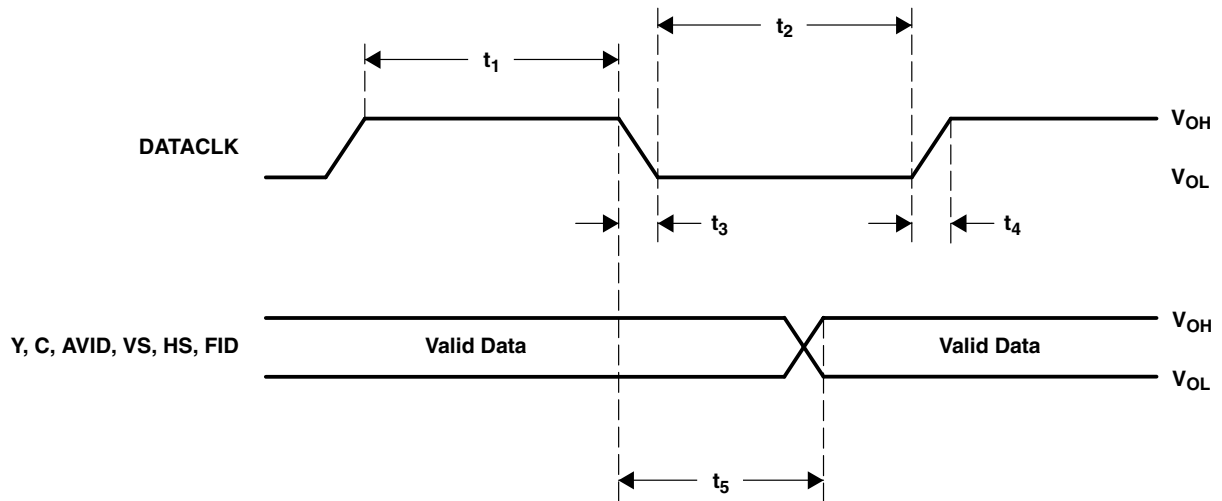 t2
t1
VOH
DATACLK
VOL
t3
t4
VOH
Y, C, AVID, VS, HS, FID
Valid Data
Valid Data
VOL
t5